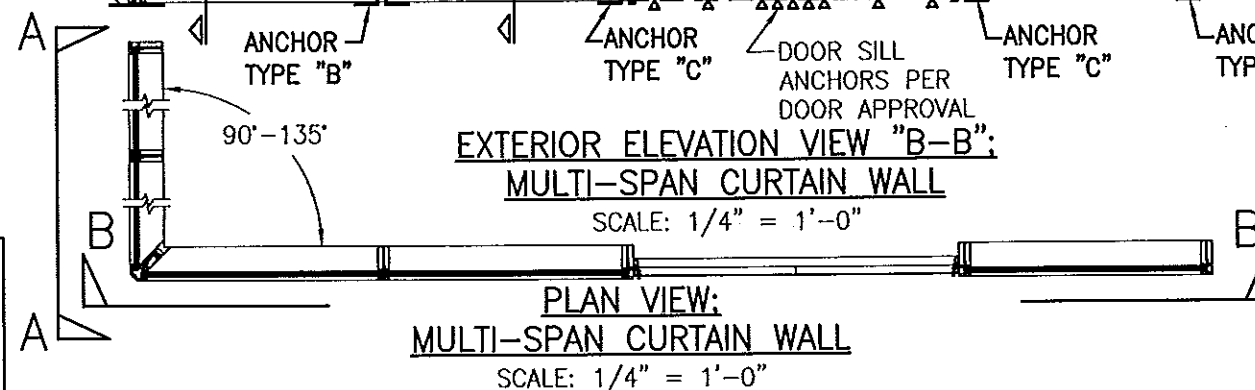 A
ANCHOR
TYPE "B"
ANCHOR
TYPE "C"
DOOR SILL
ANCHORS PER
DOOR APPROVAL
ANCHOR
TYPE "C"
90°-135°
EXTERIOR ELEVATION VIEW "B-B";
MULTI-SPAN CURTAIN WALL
SCALE: 1/4" = 1'-0"
B
B
A
PLAN VIEW;
MULTI-SPAN CURTAIN WALL
SCALE: 1/4" = 1'-0"